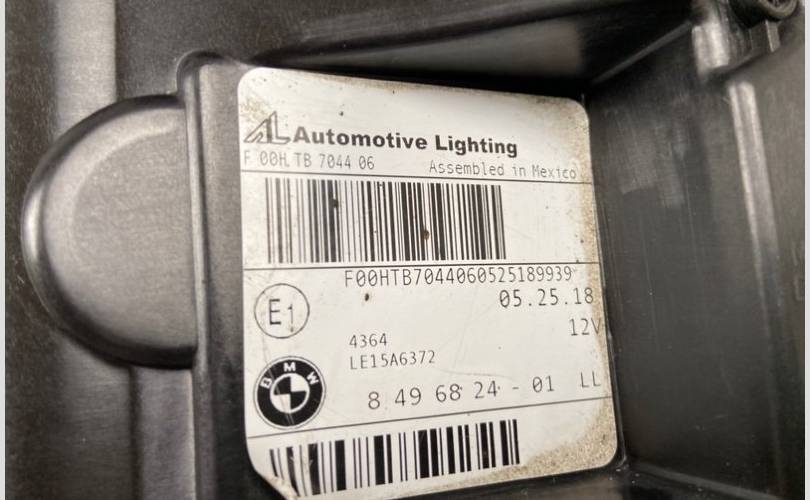 AL Automotive Lighting
F 00H TB 7044 06 Assembled in Mexico
F00HTB7044060525189939
05.25.18
E1
12V
4364
LE15A6372
BMW
8 49 68 24 - 01 LL